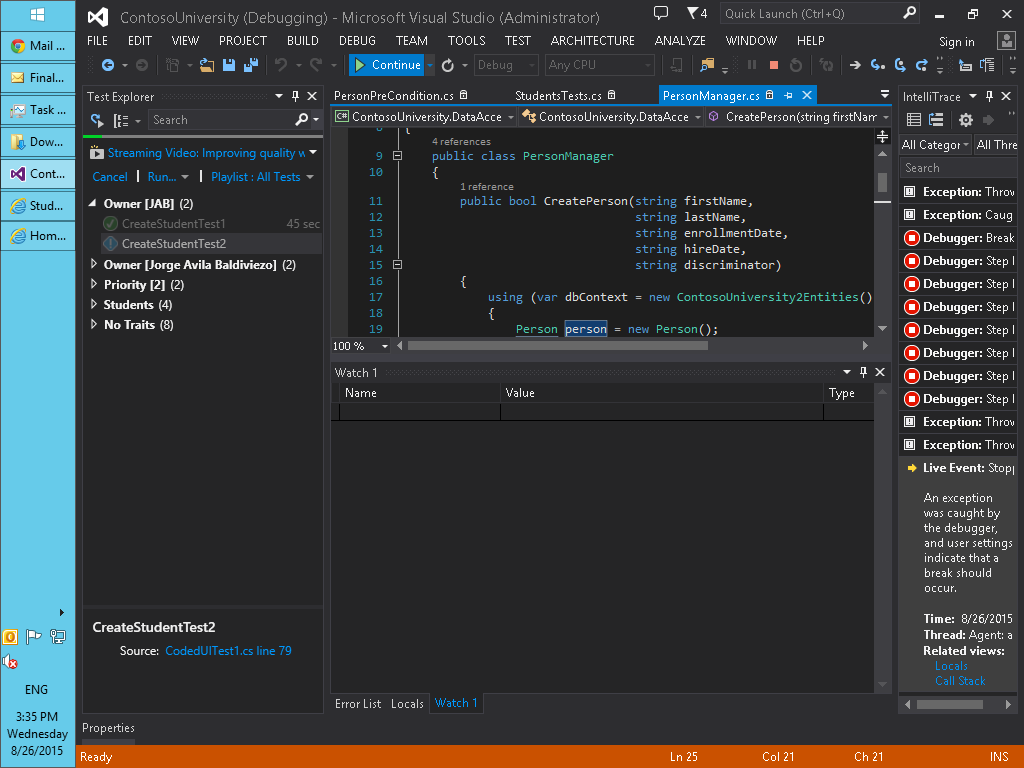 ContosoUniversity (Debugging) - Microsoft Visual Studio (Administrator)
4
Quick Launch (Ctrl+Q)
FILE EDIT VIEW PROJECT BUILD DEBUG TEAM TOOLS TEST ARCHITECTURE ANALYZE WINDOW HELP
Sign in
Continue
Debug
Any CPU
Mail ...
Final...
Task ...
Dow...
Cont...
Stud...
Hom...
ENG
3:35 PM
Wednesday
8/26/2015
Test Explorer
Search
Streaming Video: Improving quality w
Cancel | Run... | Playlist : All Tests
Owner [JAB] (2)
CreateStudentTest1 45 sec
CreateStudentTest2
Owner [Jorge Avila Baldiviezo] (2)
Priority [2] (2)
Students (4)
No Traits (8)
CreateStudentTest2
Source: CodedUITest1.cs line 79
Properties
PersonPreCondition.cs StudentsTests.cs PersonManager.cs
ContosoUniversity.DataAcce ContosoUniversity.DataAcce CreatePerson(string firstNam
8 {
4 references
9 public class PersonManager
10 {
1 reference
11 public bool CreatePerson(string firstName,
12 string lastName,
13 string enrollmentDate,
14 string hireDate,
15 string discriminator)
16 {
17 using (var dbContext = new ContosoUniversity2Entities()
18 {
19 Person person = new Person();
100 %
Watch 1
Name Value Type
Error List Locals Watch 1
IntelliTrace
All Categor All Thre
Search
Exception: Throw
Exception: Caug
Debugger: Break
Debugger: Step I
Debugger: Step I
Debugger: Step I
Debugger: Step I
Debugger: Step I
Debugger: Step I
Debugger: Step I
Exception: Throw
Exception: Throw
Live Event: Stopp
An exception
was caught by
the debugger,
and user settings
indicate that a
break should
occur.
Time: 8/26/2015
Thread: Agent: a
Related views:
Locals
Call Stack
Ready Ln 25 Col 21 Ch 21 INS